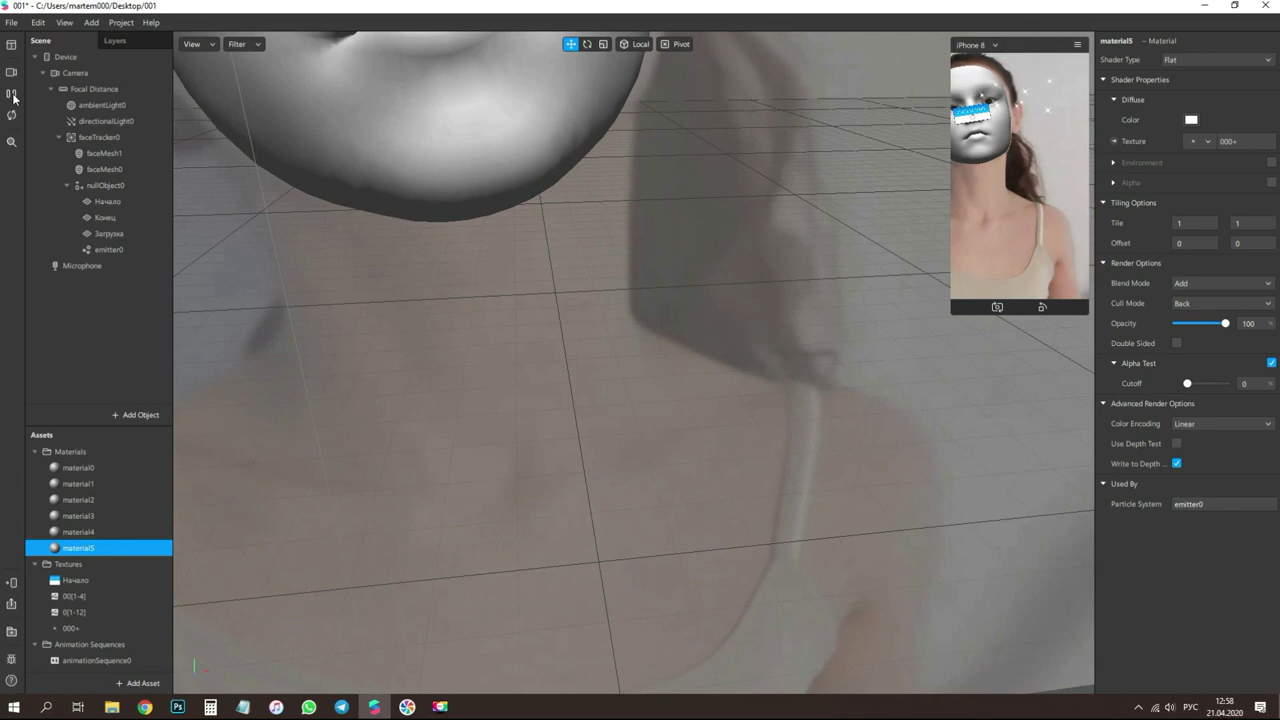 001* - C:/Users/martem000/Desktop/001
File Edit View Add Project Help
Scene Layers
Device
Camera
Focal Distance
ambientLight0
directionalLight0
faceTracker0
faceMesh1
faceMesh0
nullObject0
Начало
Конец
Загрузка
emitter0
Microphone
+ Add Object
Assets
Materials
material0
material1
material2
material3
material4
material5
Textures
Начало
00[1-4]
0[1-12]
000+
Animation Sequences
animationSequence0
+ Add Asset
View Filter Local Pivot
iPhone 8
material5 - Material
Shader Type Flat
Shader Properties
Diffuse
Color
Texture 000+
Environment
Alpha
Tiling Options
Tile 1 1
Offset 0 0
Render Options
Blend Mode Add
Cull Mode Back
Opacity 100 %
Double Sided
Alpha Test
Cutoff 0 %
Advanced Render Options
Color Encoding Linear
Use Depth Test
Write to Depth ...
Used By
Particle System emitter0
РУС
12:58
21.04.2020